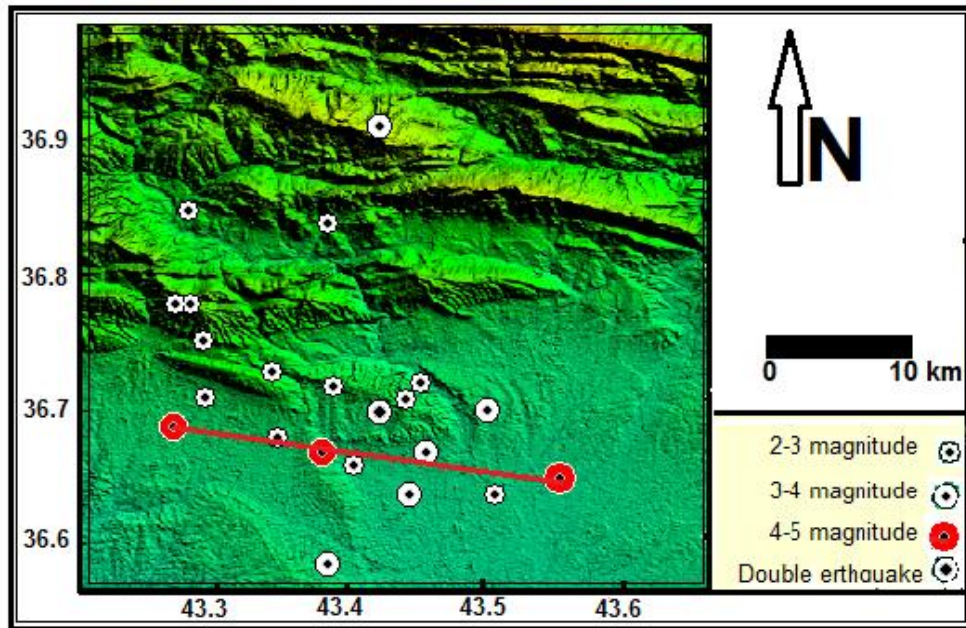 36.9
36.8
36.7
36.6
43.3 43.4 43.5 43.6
N
0 10 km
2-3 magnitude
3-4 magnitude
4-5 magnitude
Double erthquake